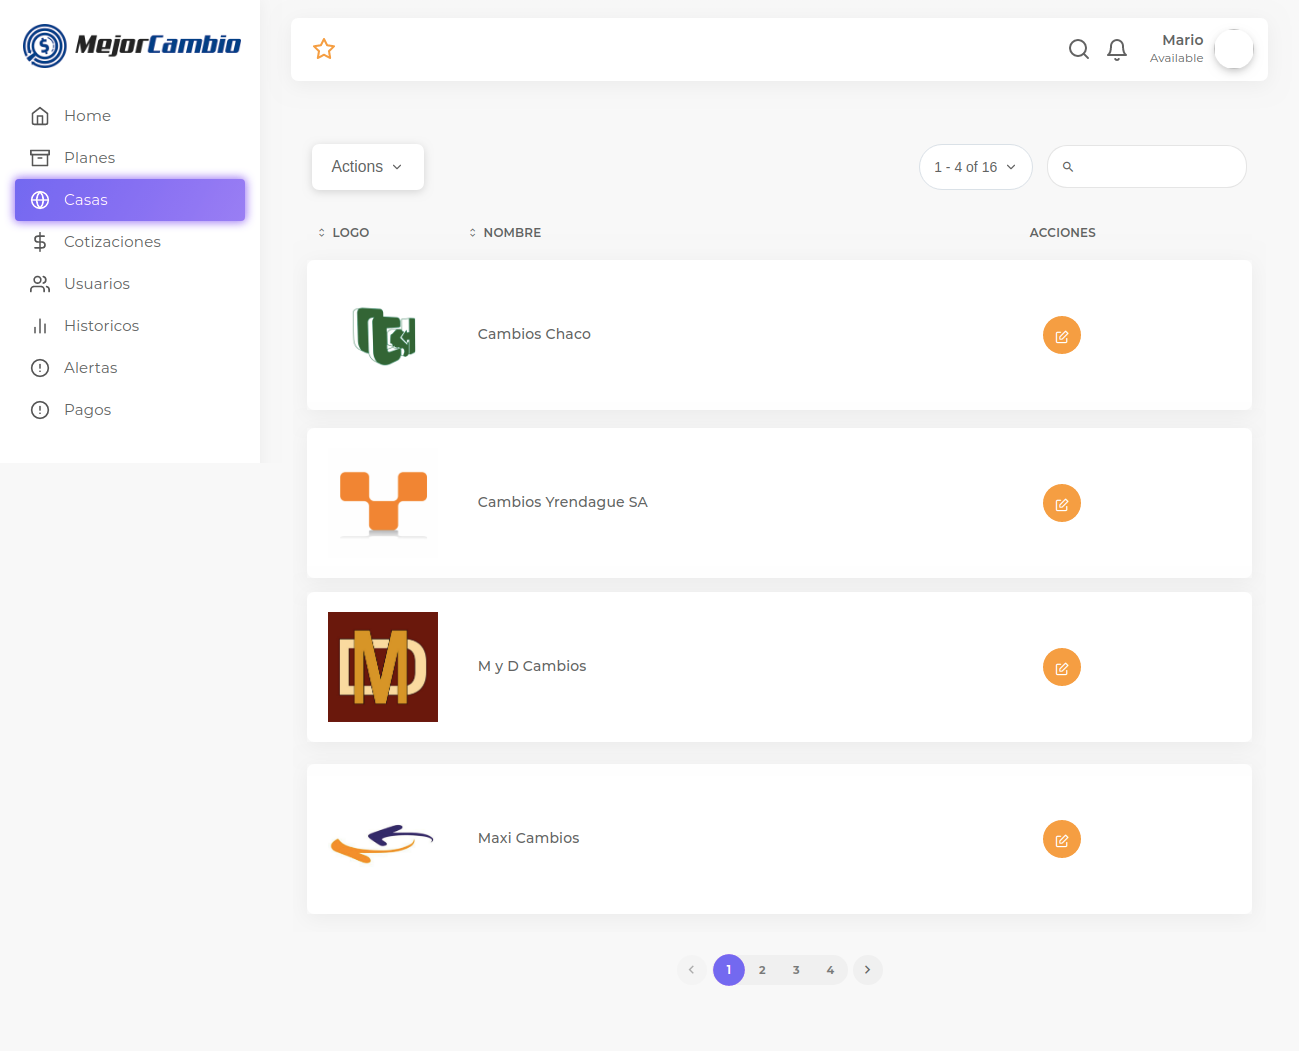 MejorCambio
Home
Planes
Casas
Cotizaciones
Usuarios
Historicos
Alertas
Pagos
Mario
Available
Actions
1 - 4 of 16
LOGO NOMBRE ACCIONES
Cambios Chaco
Cambios Yrendague SA
MD
M y D Cambios
Maxi Cambios
1 2 3 4